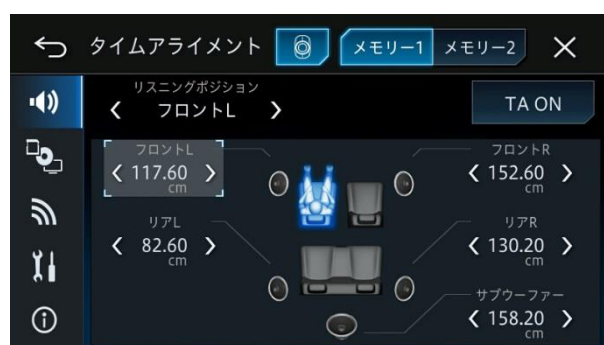 タイムアライメント
メモリー1 メモリー2
リスニングポジション
フロントL
TA ON
フロントL
117.60
cm
フロントR
152.60
cm
リアL
82.60
cm
リアR
130.20
cm
サブウーファー
158.20
cm